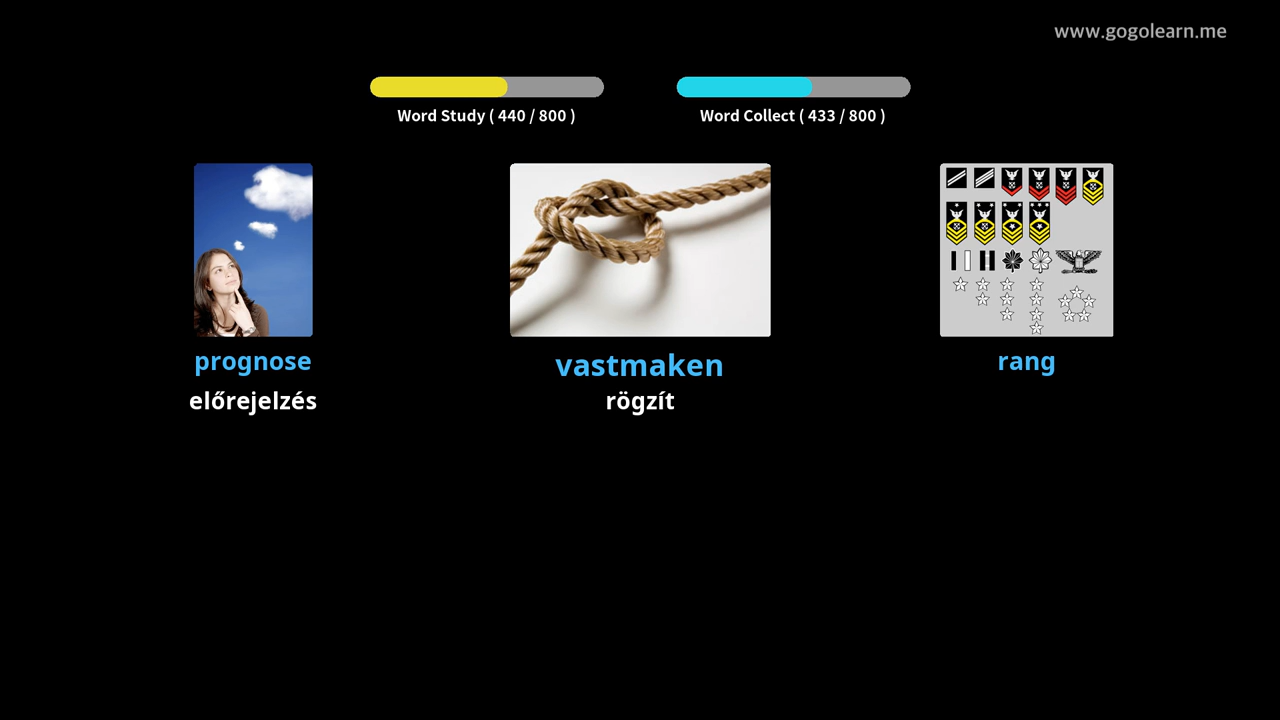 www.gogolearn.me
Word Study ( 440 / 800 )
Word Collect ( 433 / 800 )
prognose
előrejelzés
vastmaken
rögzít
rang